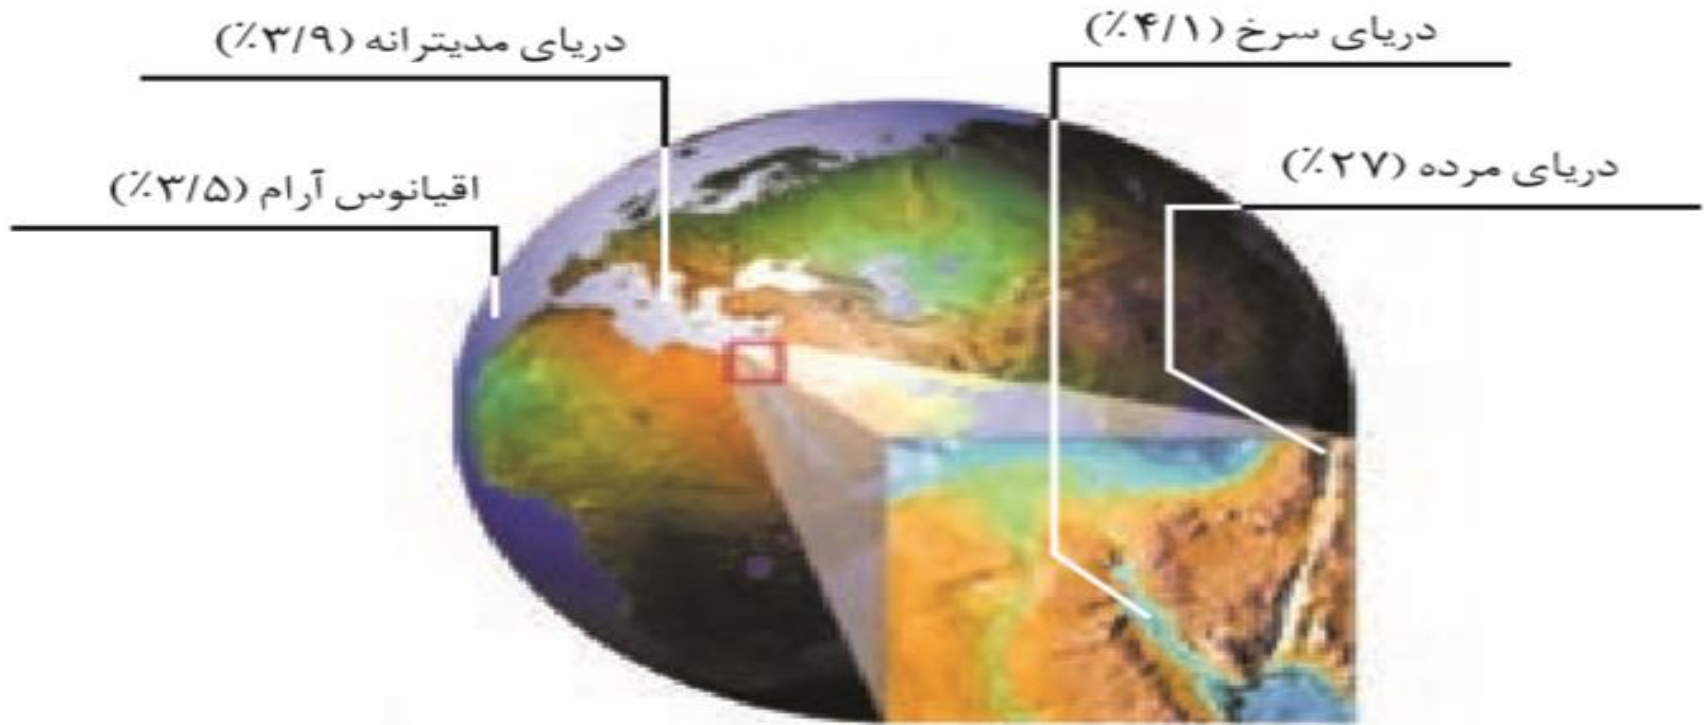 دریای سرخ (۴/۱٪)
دریای مدیترانه (۳/۹٪)
دریای مرده (۲۷٪)
اقیانوس آرام (۳/۵٪)